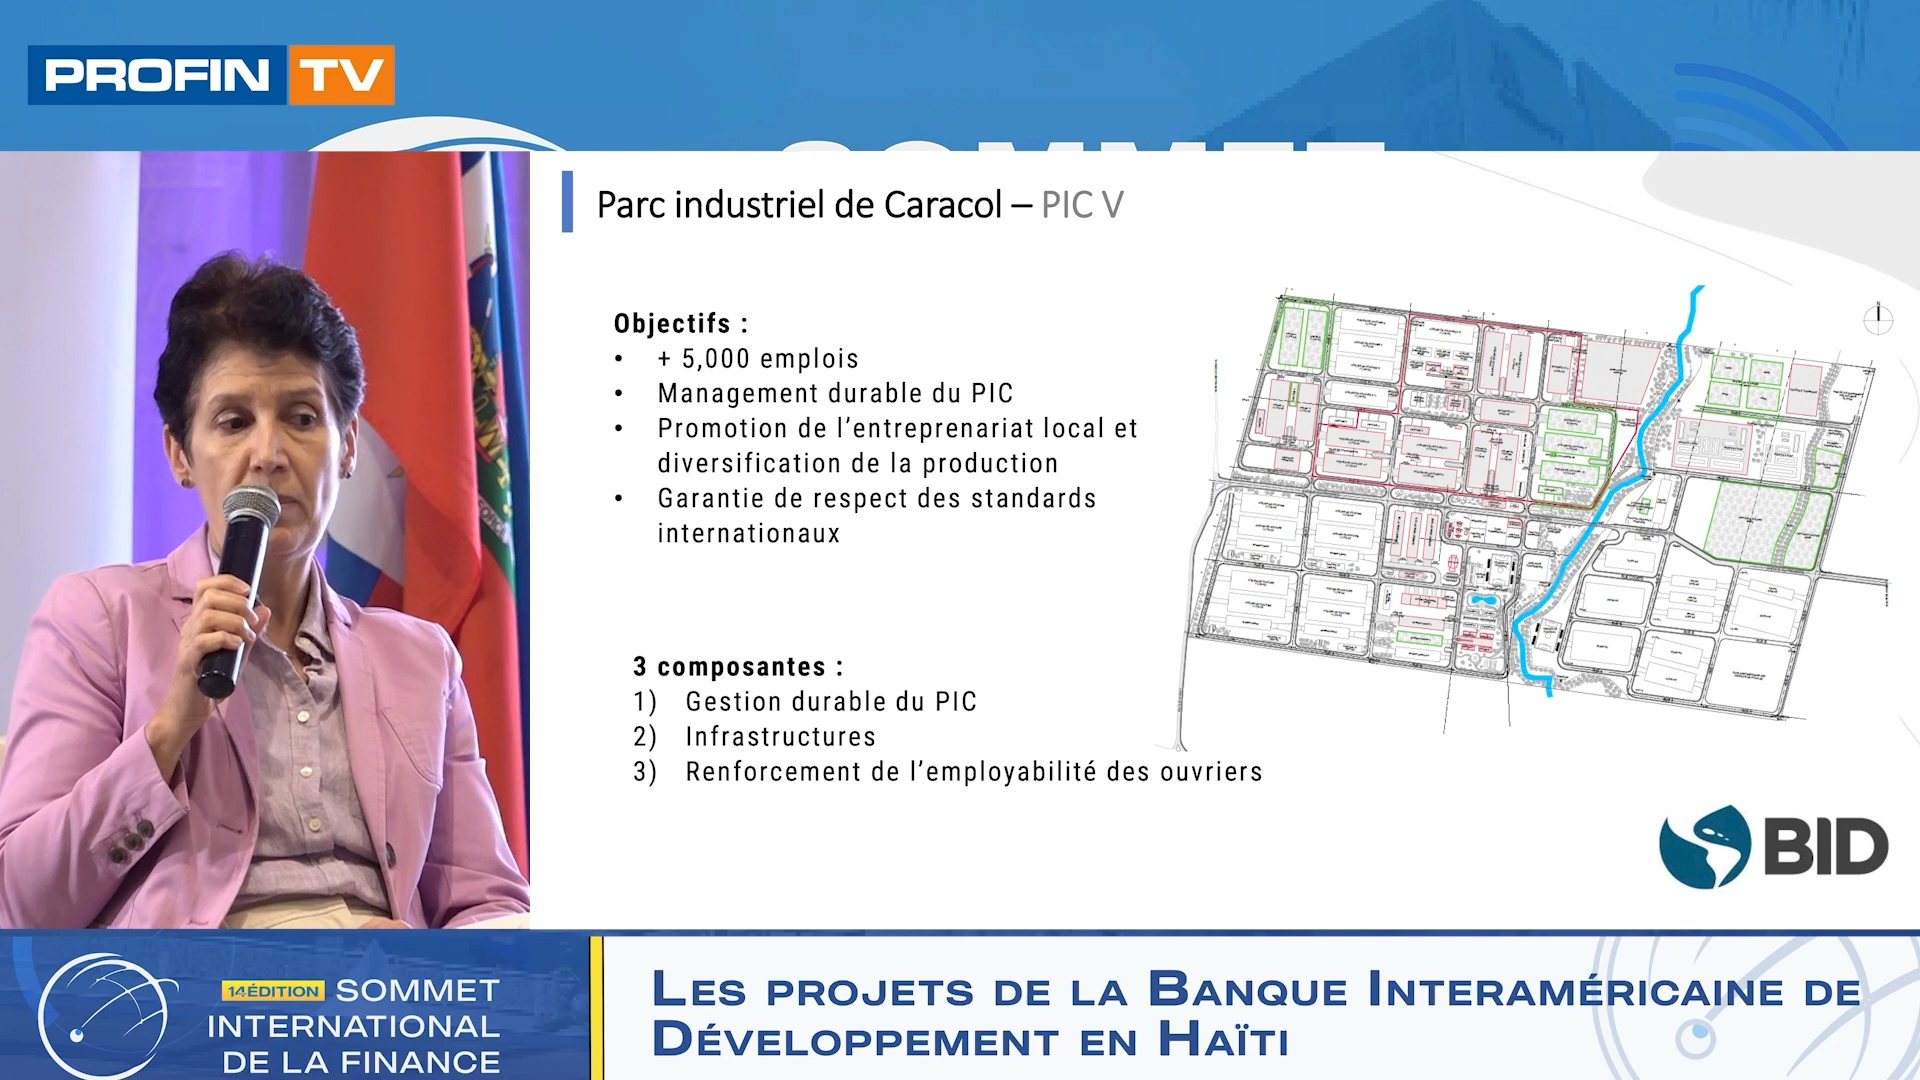 PROFIN TV
SOMMET
Parc industriel de Caracol – PIC V
Objectifs :
• + 5,000 emplois
• Management durable du PIC
• Promotion de l’entreprenariat local et
diversification de la production
• Garantie de respect des standards
internationaux
3 composantes :
1) Gestion durable du PIC
2) Infrastructures
3) Renforcement de l’employabilité des ouvriers
BID
14 ÉDITION SOMMET
INTERNATIONAL
DE LA FINANCE
Les projets de la Banque Interaméricaine de
Développement en Haïti